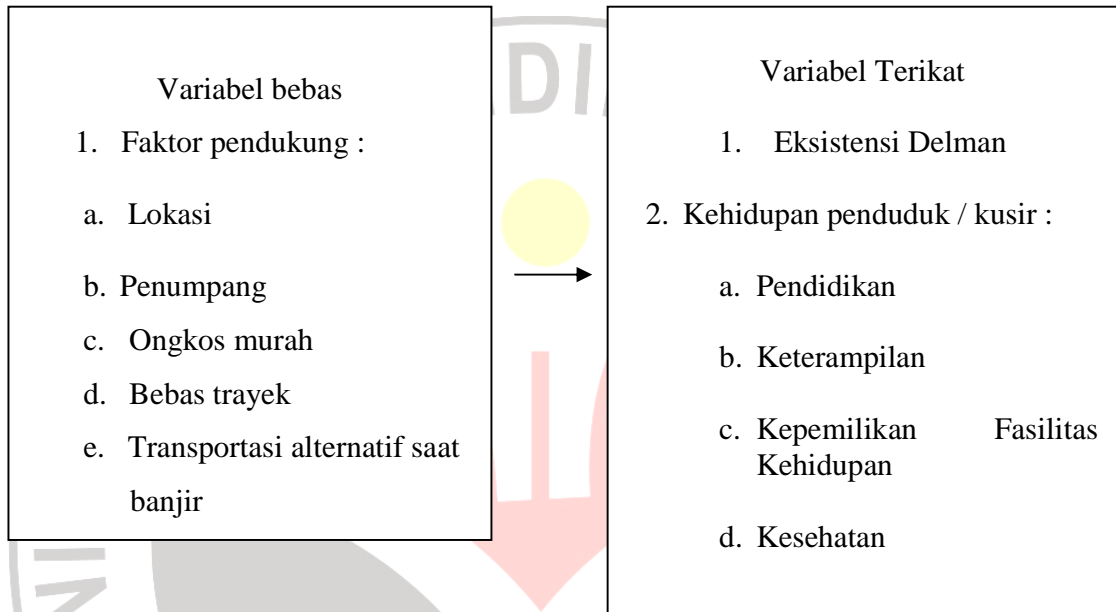 Variabel bebas
1. Faktor pendukung :
a. Lokasi
b. Penumpang
c. Ongkos murah
d. Bebas trayek
e. Transportasi alternatif saat
banjir
Variabel Terikat
1. Eksistensi Delman
2. Kehidupan penduduk / kusir :
a. Pendidikan
b. Keterampilan
c. Kepemilikan Fasilitas
Kehidupan
d. Kesehatan